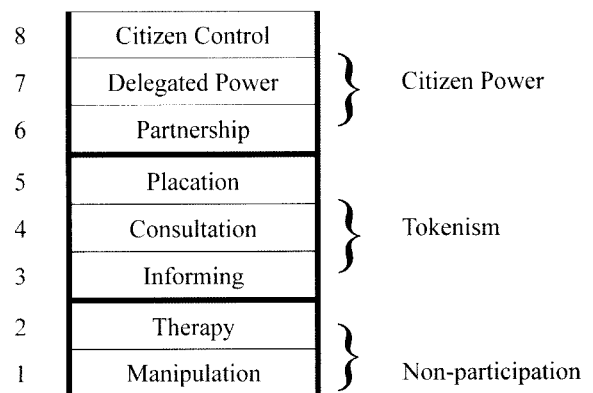 8 Citizen Control
7 Delegated Power Citizen Power
6 Partnership
5 Placation
4 Consultation Tokenism
3 Informing
2 Therapy
1 Manipulation Non-participation